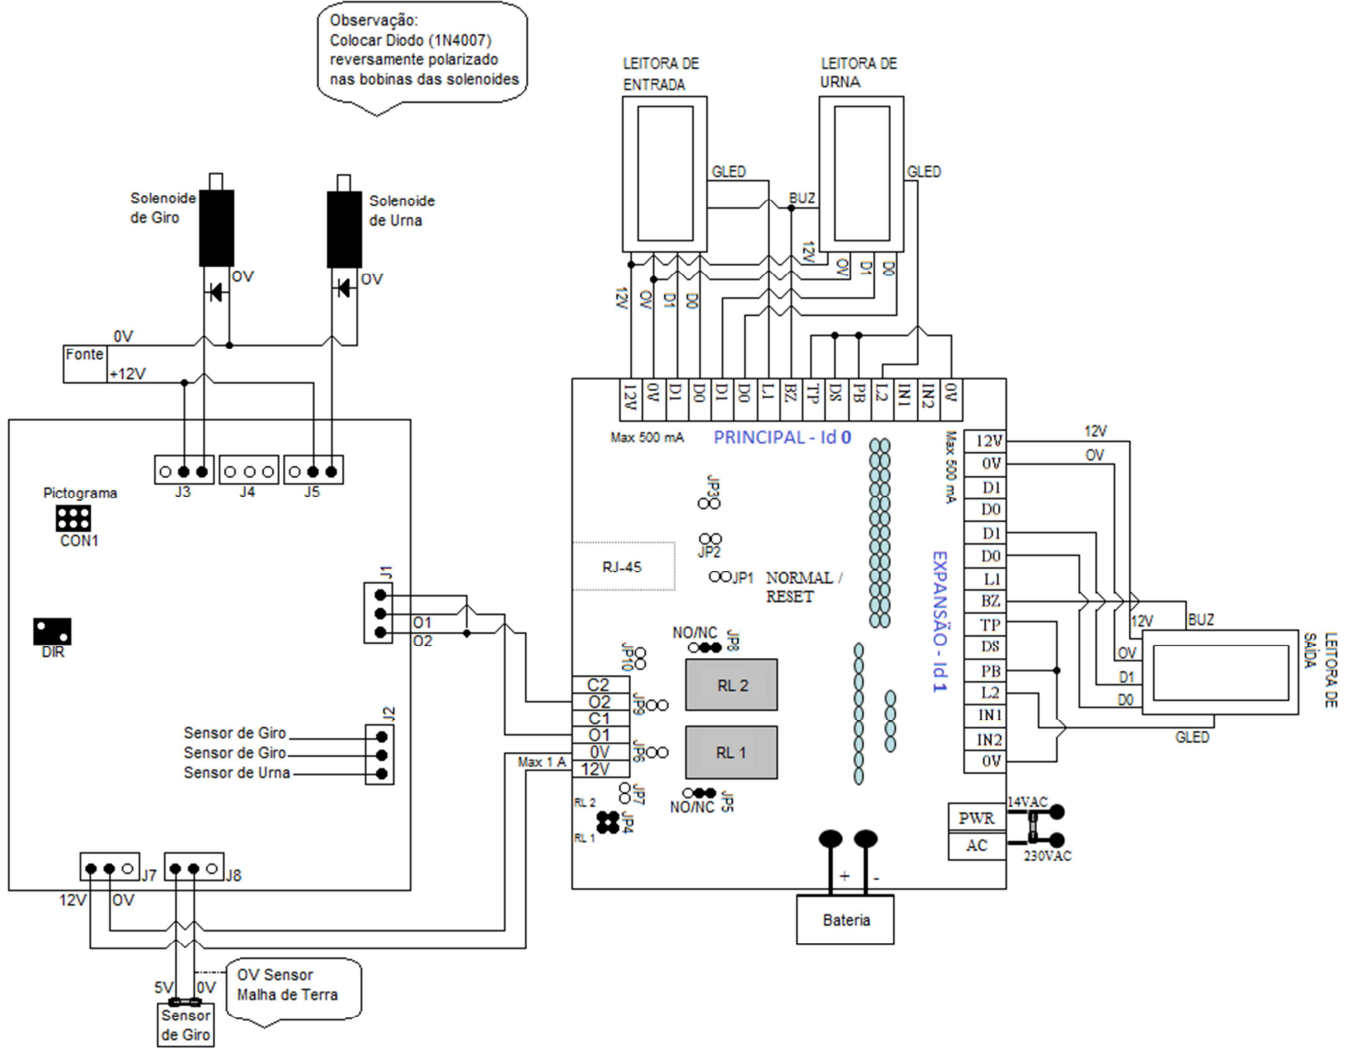 Observação:
Colocar Diodo (1N4007)
reversamente polarizado
nas bobinas das solenoides
LEITORA DE
ENTRADA
LEITORA DE
URNA
GLED
GLED
BUZ
12V
0V
D1
D0
12V
0V
D1
D0
Solenoide
de Giro
Solenoide
de Urna
0V
0V
0V
Fonte
+12V
J3
J4
J5
Pictograma
CON1
DIR
J1
O1
O2
J2
Sensor de Giro
Sensor de Giro
Sensor de Urna
J7
J8
12V
0V
5V
0V
Sensor
de Giro
0V Sensor
Malha de Terra
12V
0V
D1
D0
D1
D0
L1
BZ
TP
DS
PB
L2
IN1
IN2
0V
Max 500 mA
PRINCIPAL - Id 0
Max 500 mA
JP3
JP2
JP1
NORMAL /
RESET
RJ-45
EXPANSÃO - Id 1
12V
0V
D1
D0
D1
D0
L1
BZ
TP
DS
PB
L2
IN1
IN2
0V
NO/NC
JP8
JP10
RL 2
JP9
C2
O2
C1
O1
0V
12V
Max 1 A
JP6
RL 1
JP7
NO/NC
JP5
RL 2
RL 1
JP4
PWR
AC
14VAC
230VAC
+
-
Bateria
12V
0V
12V
BUZ
0V
D1
D0
GLED
LEITORA DE
SAÍDA